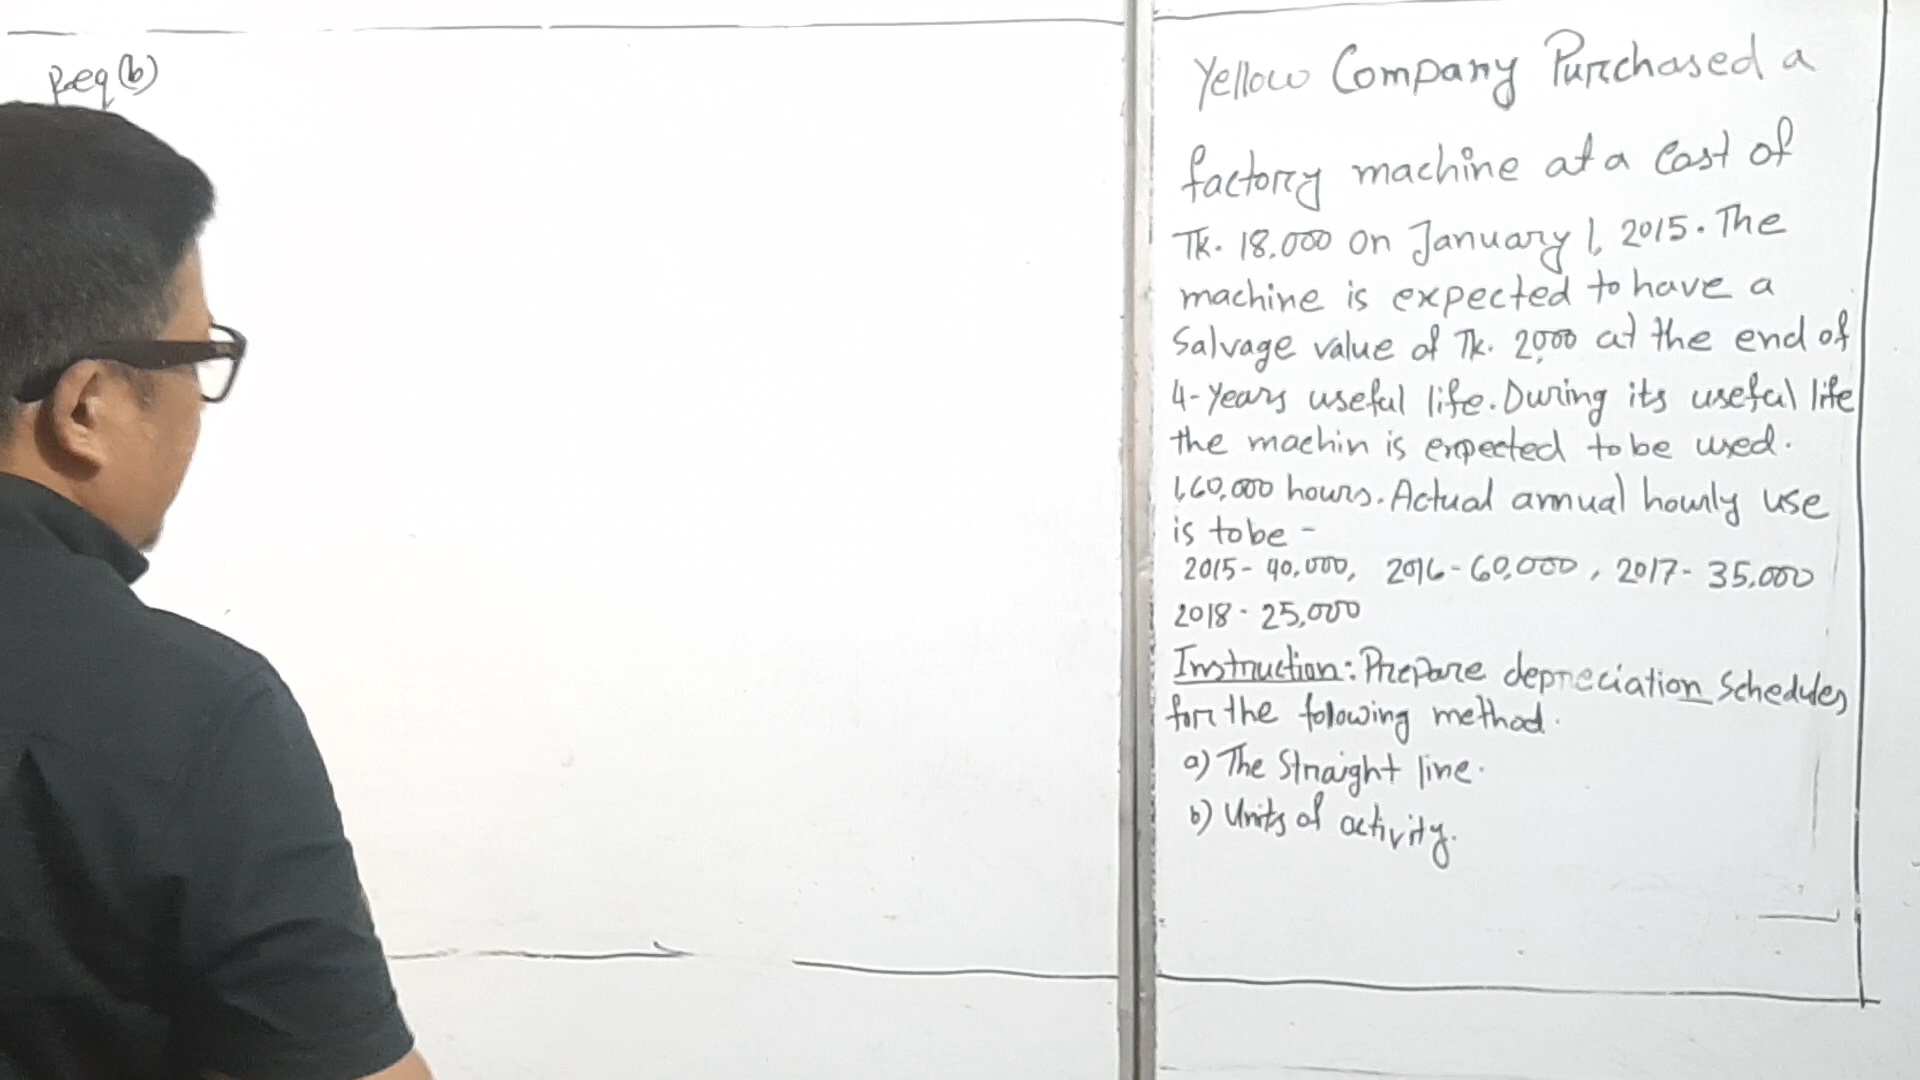 Req (b)
Yellow Company Purchased a
factory machine at a Cost of
Tk. 18,000 on January 1, 2015. The
machine is expected to have a
Salvage value of Tk. 2,000 at the end of
4-years useful life. During its useful life
the machin is expected to be used.
1,60,000 hours. Actual annual hourly use
is to be -
2015- 40,000, 2016-60,000, 2017- 35,000
2018 - 25,000
Instruction: Prepare depreciation Schedules
for the folowing method.
a) The Straight line.
b) Units of activity.